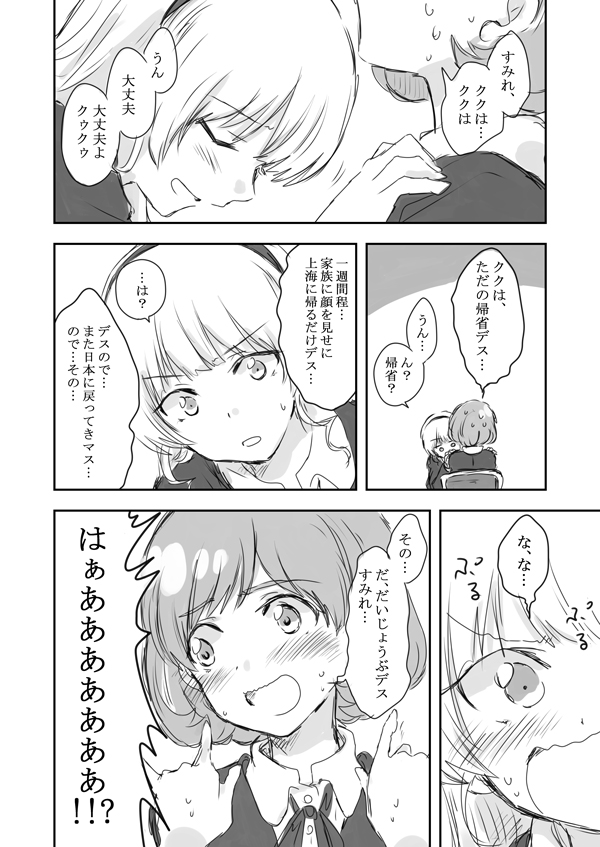 すみれ、
ククは…
ククは
うん
大丈夫
大丈夫よ
クゥクゥ
ククは、
ただの帰省デス…
うん…
ん？
帰省？
一週間程…
家族に顔を見せに
上海に帰るだけデス…
…は？
デスので…
また日本に戻ってきマス…
ので…その…
な、な…
ぷる
ぷる
その…
だ、だいじょうぶデス
すみれ…
はぁああああああああ!!?